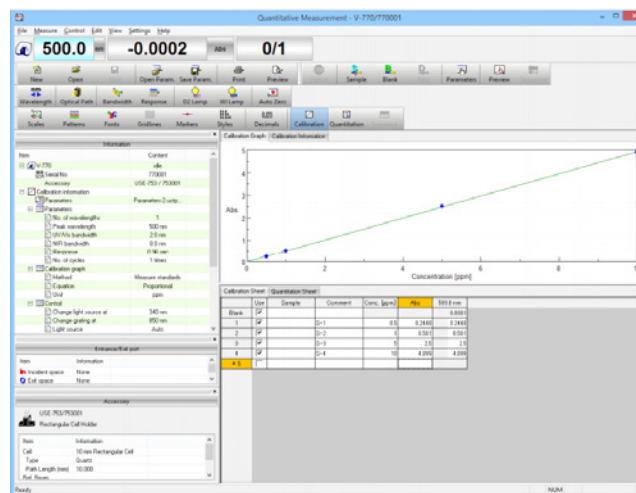 Quantitative Measurement - V-770/770001
File Measure Control Edit View Settings Help
500.0 nm -0.0002 Abs 0/1
New Open Open Param. Save Param. Print Preview Sample Blank Parameters Preview
Wavelength Optical Path Bandwidth Response D2 Lamp WI Lamp Auto Zero
Scales Patterns Fonts Gridlines Markers Styles Decimals Calibration Quantitation
Information
Item Content
V-770 idle
Serial No. 770001
Accessory USE-753 / 753001
Calibration information
Parameters
Parameters
No. of wavelengths 1
Peak wavelength 500 nm
UV/Vis bandwidth 2.0 nm
NIR bandwidth 8.0 nm
Response 0.96 sec
No. of cycles 1 times
Calibration graph
Method Measure standards
Equation Proportional
Unit ppm
Control
Change light source at 340 nm
Change grating at 850 nm
Light source Auto
Entrance/Exit port
Item Information
Incident space None
Exit space None
Accessory
USE-753/753001
Rectangular Cell Holder
Item Information
Cell 10 mm Rectangular Cell
Type Quartz
Path Length (mm) 10.000
Calibration Graph Calibration Information
5
4
3
Abs.
2
1
0
0 2 4 6 8 10
Concentration [ppm]
Calibration Sheet Quantitation Sheet
Use Sample Comment Conc. [ppm] Abs 500.0 nm
Blank 0.0001
1 S-1 0.5
2 S-2 1 0.501 0.501
3 S-3 5 2.5 2.5
4 S-4 10 4.899 4.899
* 5
Ready NUM